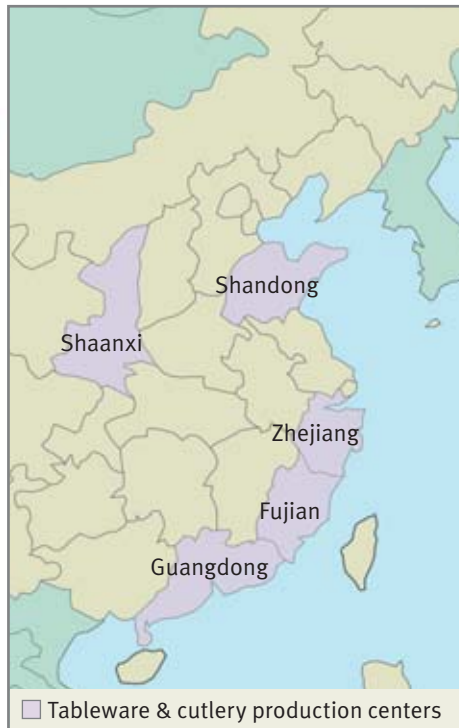 Shandong
Shaanxi
Zhejiang
Fujian
Guangdong
Tableware & cutlery production centers